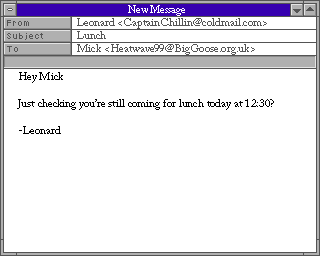 New Message
From Leonard <CaptainChillin@coldmail.com>
Subject Lunch
To Mick <Heatwave99@BigGoose.org.uk>
Hey Mick
Just checking you're still coming for lunch today at 12:30?
-Leonard